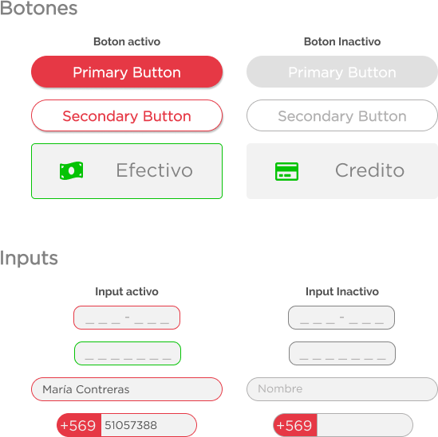 Botones
Boton activo
Boton Inactivo
Primary Button
Primary Button
Secondary Button
Secondary Button
Efectivo
Credito
Inputs
Input activo
Input Inactivo
_ _ _ - _ _ _
_ _ _ - _ _ _
_ _ _ _ _ _ _
_ _ _ _ _ _ _
María Contreras
Nombre
+569 51057388
+569